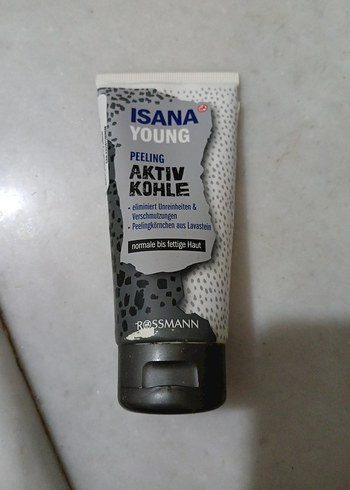 ISANA
YOUNG
PEELING
AKTIV
KOHLE
• eliminiert Unreinheiten &
Verschmutzungen
• Peelingkörnchen aus Lavastein
normale bis fettige Haut
ROSSMANN